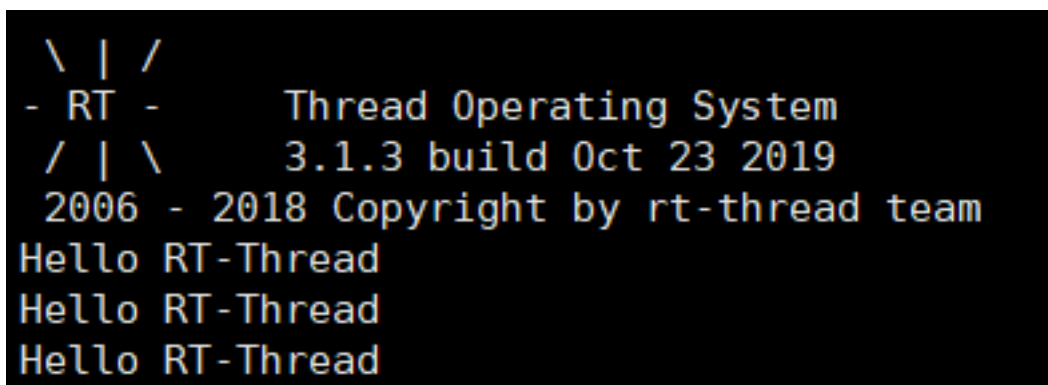 \ | /
- RT -     Thread Operating System
 / | \     3.1.3 build Oct 23 2019
 2006 - 2018 Copyright by rt-thread team
Hello RT-Thread
Hello RT-Thread
Hello RT-Thread